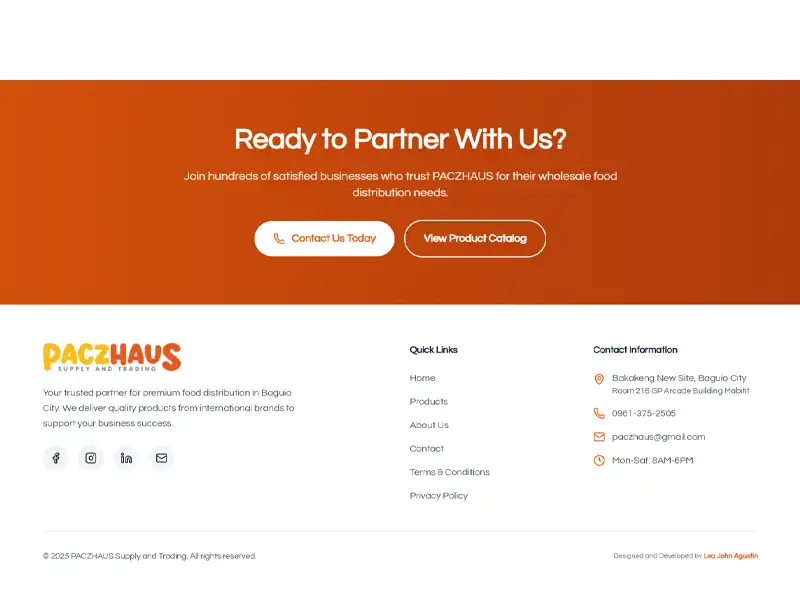 Ready to Partner With Us?
Join hundreds of satisfied businesses who trust PACZHAUS for their wholesale food
distribution needs.
Contact Us Today
View Product Catalog
PACZHAUS
SUPPLY AND TRADING
Your trusted partner for premium food distribution in Baguio
City. We deliver quality products from international brands to
support your business success.
Quick Links
Home
Products
About Us
Contact
Terms & Conditions
Privacy Policy
Contact Information
Bakakeng New Site, Baguio City
Room 216 GP Arcade Building Mabitit
0961-375-2505
paczhaus@gmail.com
Mon-Sat: 8AM-6PM
© 2025 PACZHAUS Supply and Trading. All rights reserved.
Designed and Developed by Leo John Agustin